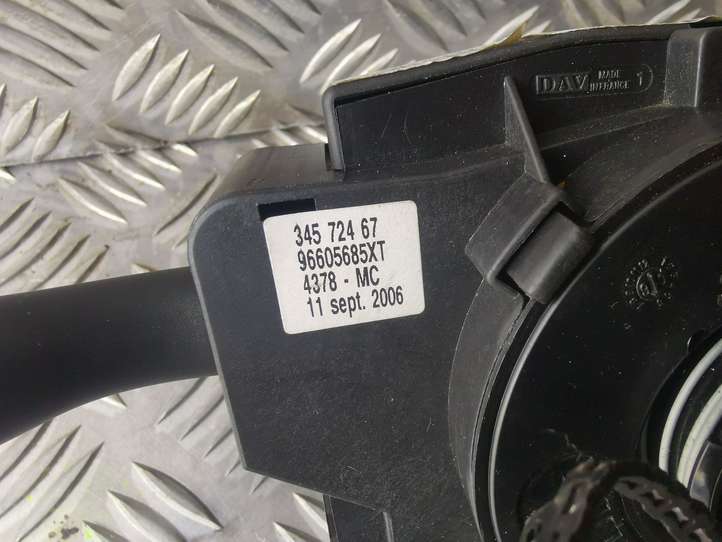 DAV MADE IN FRANCE 1
345 724 67
96605685XT
4378 - MC
11 sept. 2006